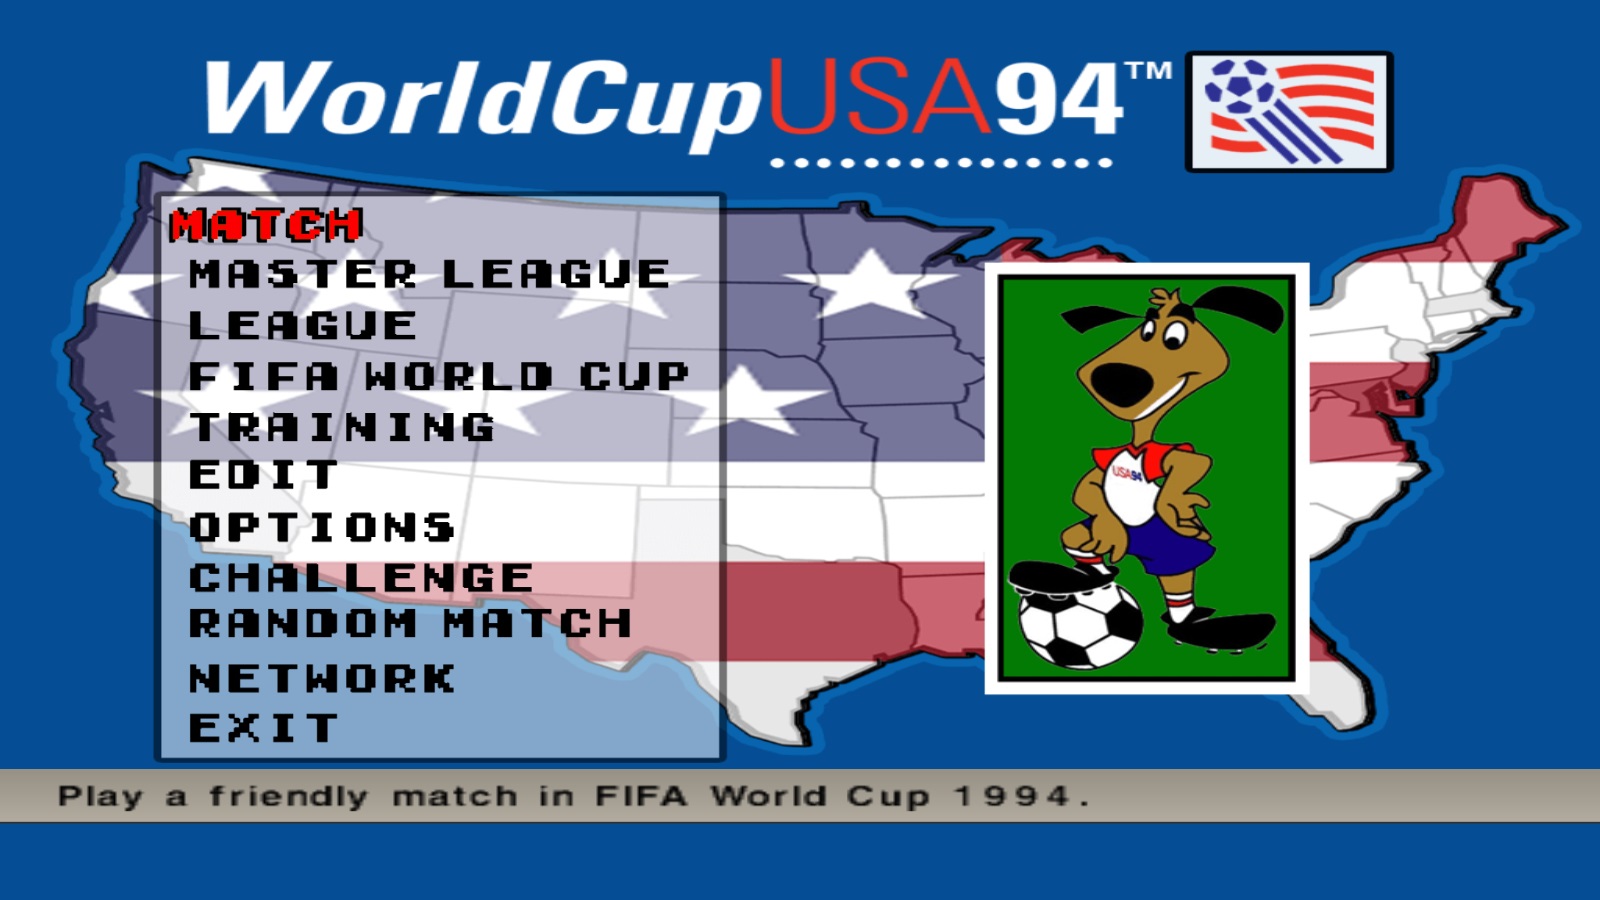 WorldCupUSA94™
MATCH
MASTER LEAGUE
LEAGUE
FIFA WORLD CUP
TRAINING
EDIT
OPTIONS
CHALLENGE
RANDOM MATCH
NETWORK
EXIT
USA94
Play a friendly match in FIFA World Cup 1994.